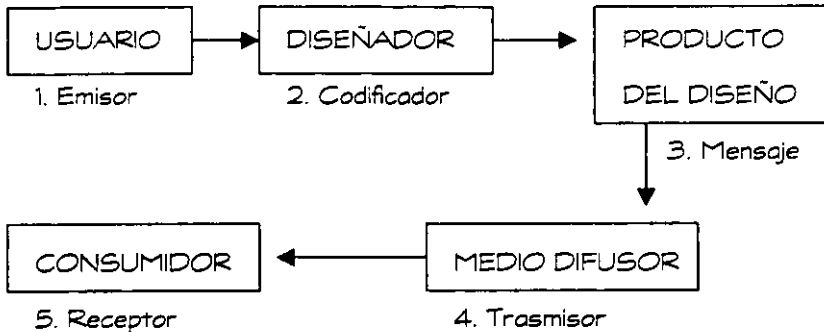 USUARIO
1. Emisor
DISEÑADOR
2. Codificador
PRODUCTO
DEL DISEÑO
3. Mensaje
MEDIO DIFUSOR
4. Trasmisor
CONSUMIDOR
5. Receptor